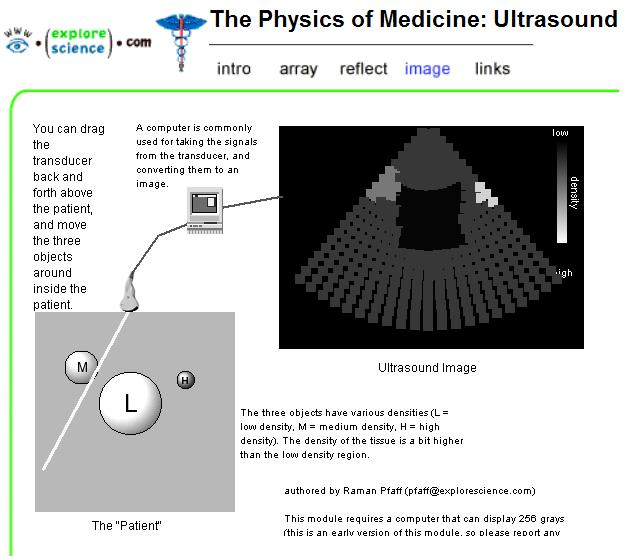 The Physics of Medicine: Ultrasound
www.(explore science).com
intro array reflect image links
You can drag
the
transducer
back and
forth above
the patient,
and move
the three
objects
around
inside the
patient.
A computer is commonly
used for taking the signals
from the transducer, and
converting them to an
image.
low
density
high
Ultrasound Image
M
L
H
The three objects have various densities (L =
low density, M = medium density, H = high
density). The density of the tissue is a bit higher
than the low density region.
authored by Raman Pfaff (pfaff@explorescience.com)
The "Patient"
This module requires a computer that can display 256 grays
(this is an early version of this module, so please report any